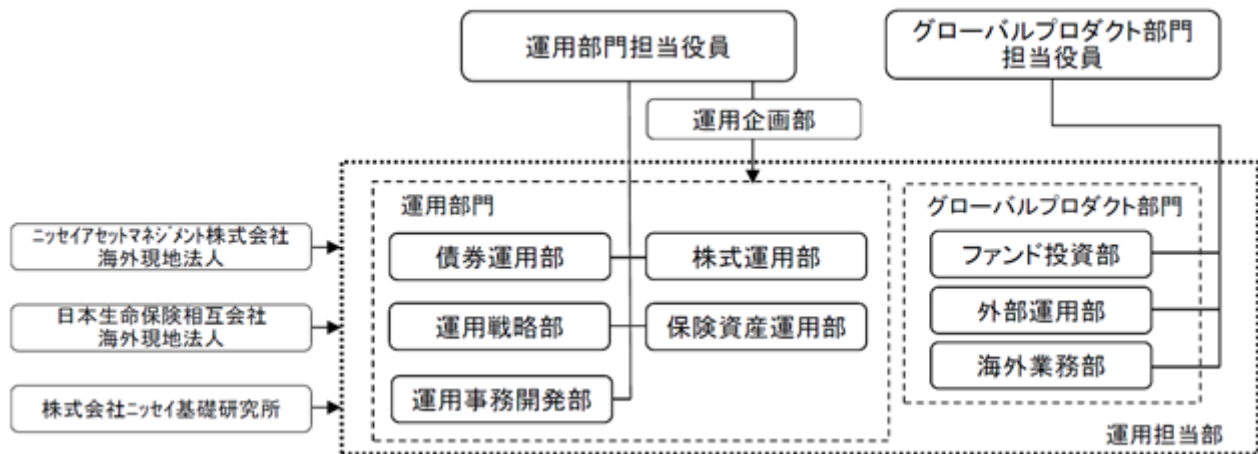 運用部門担当役員
グローバルプロダクト部門
担当役員
運用企画部
運用部門
グローバルプロダクト部門
ニッセイアセットマネジメント株式会社
海外現地法人
債券運用部
株式運用部
ファンド投資部
日本生命保険相互会社
海外現地法人
運用戦略部
保険資産運用部
外部運用部
海外業務部
株式会社ニッセイ基礎研究所
運用事務開発部
運用担当部